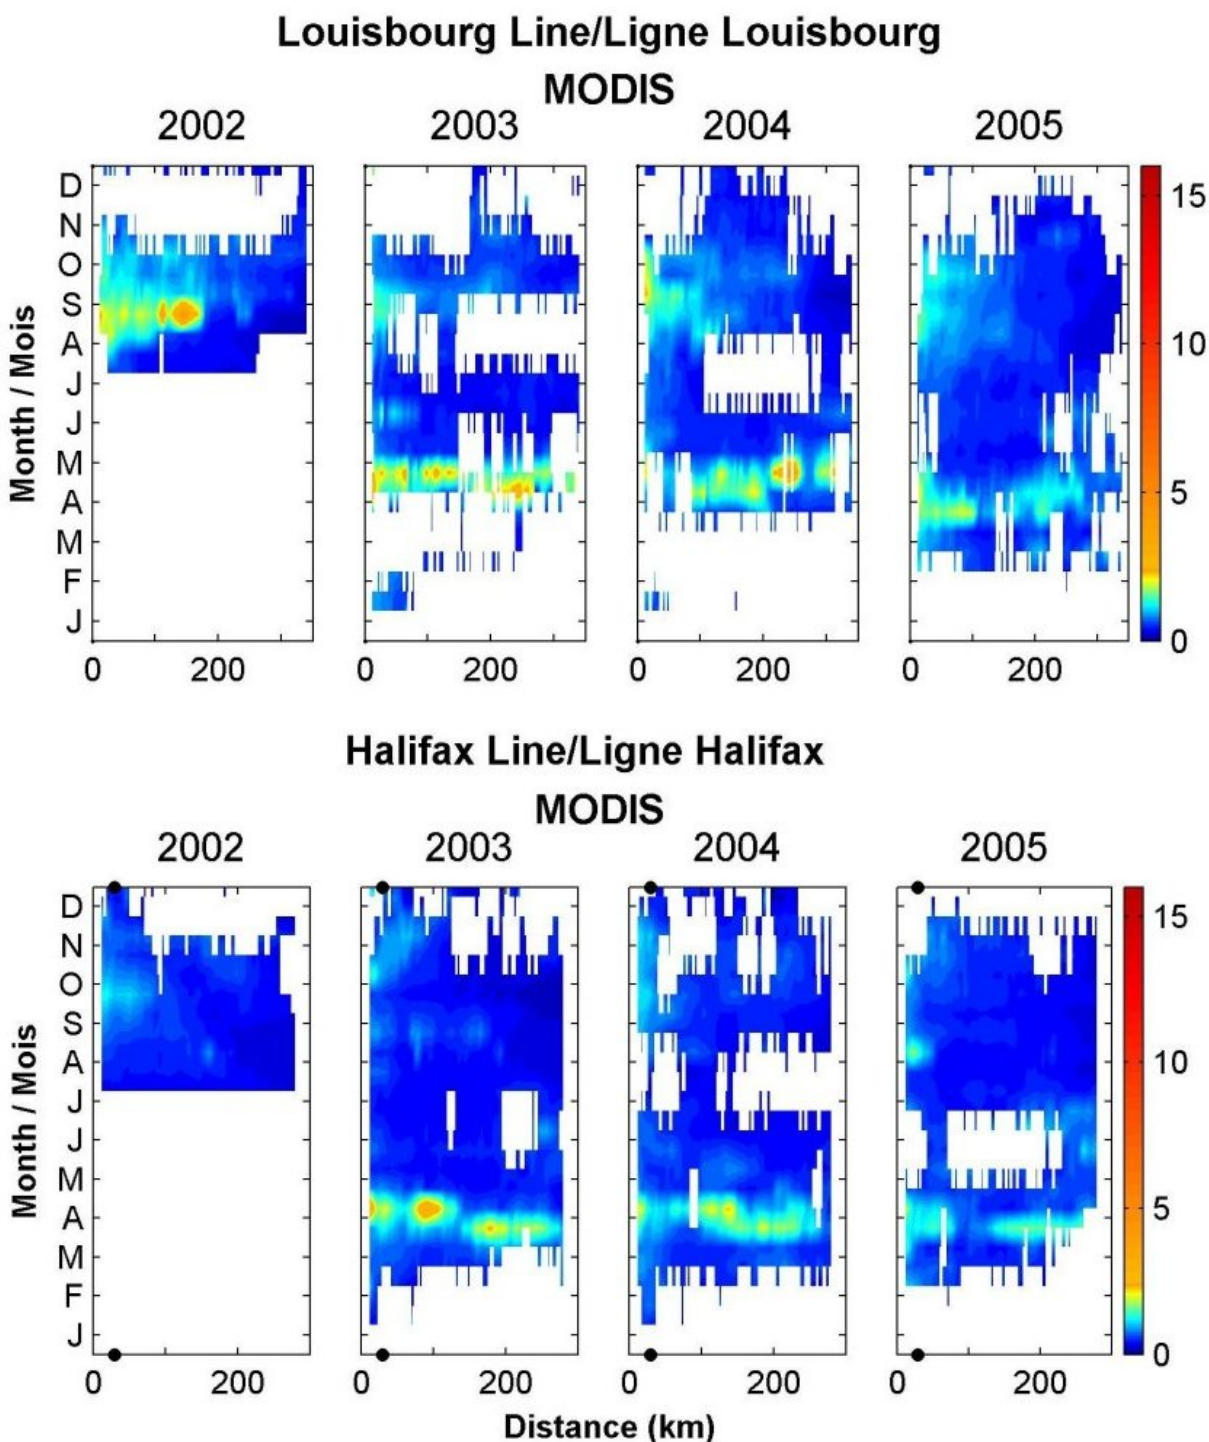 Louisbourg Line/Ligne Louisbourg
MODIS
2002 2003 2004 2005
Month / Mois
D
N
O
S
A
J
J
M
A
M
F
J
15
10
5
0
0 200 0 200 0 200 0 200
Halifax Line/Ligne Halifax
MODIS
2002 2003 2004 2005
Month / Mois
D
N
O
S
A
J
J
M
A
M
F
J
15
10
5
0
0 200 0 200 0 200 0 200
Distance (km)